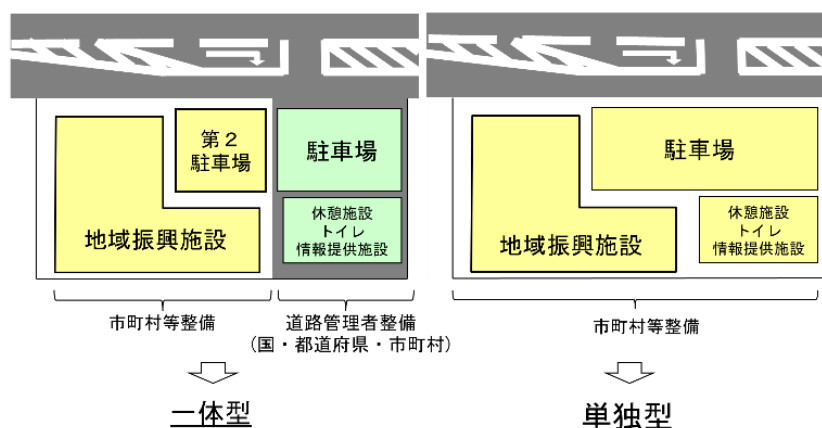 第２
駐車場
駐車場
地域振興施設
休憩施設
トイレ
情報提供施設
市町村等整備
道路管理者整備
(国・都道府県・市町村)
一体型
駐車場
地域振興施設
休憩施設
トイレ
情報提供施設
市町村等整備
単独型